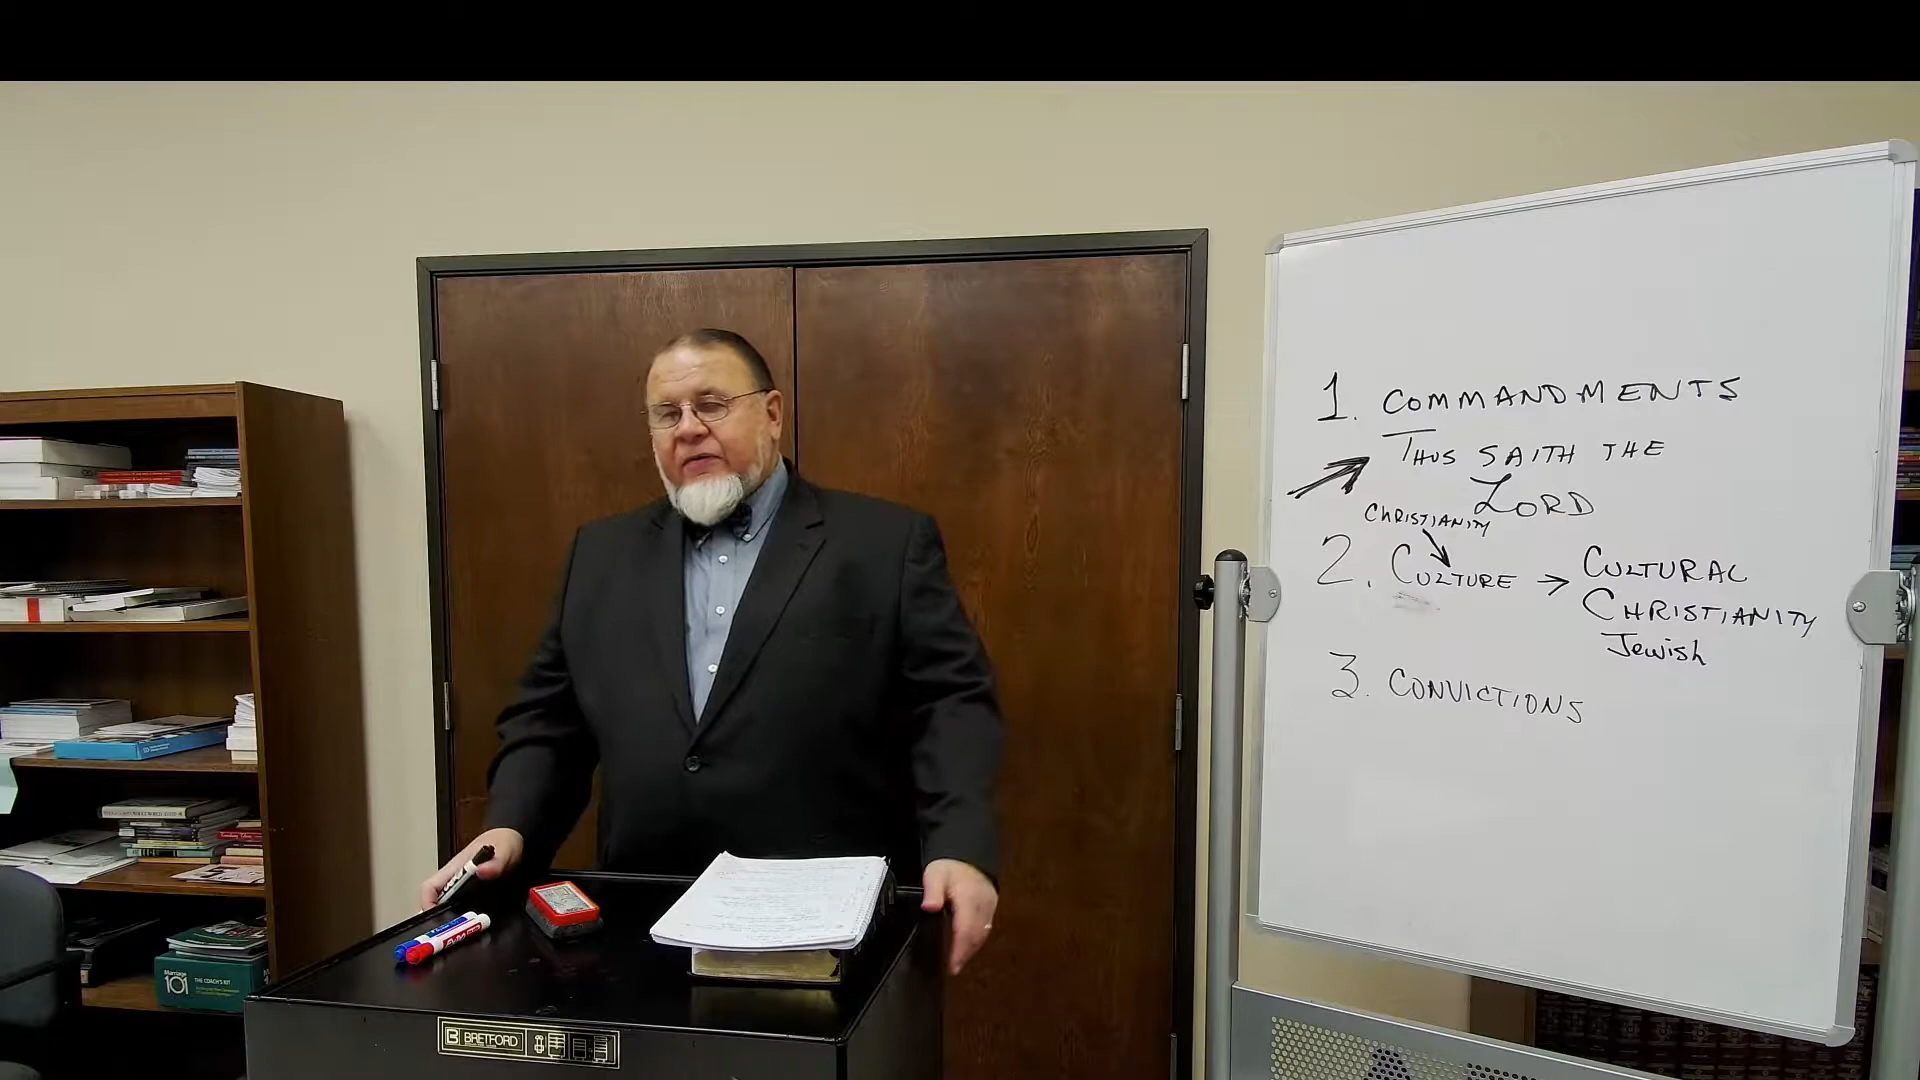 1. COMMANDMENTS
THUS SAITH THE
LORD
CHRISTIANITY
2. CULTURE → CULTURAL
CHRISTIANITY
Jewish
3. CONVICTIONS
BRETFORD
Marriage
101
THE COACH'S KIT
EXPO